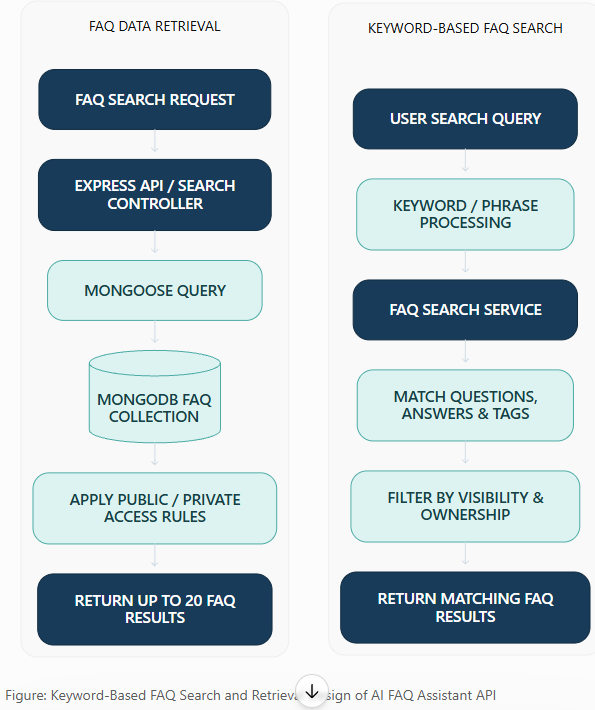 FAQ DATA RETRIEVAL
FAQ SEARCH REQUEST
EXPRESS API / SEARCH
CONTROLLER
MONGOOSE QUERY
MONGODB FAQ
COLLECTION
APPLY PUBLIC / PRIVATE
ACCESS RULES
RETURN UP TO 20 FAQ
RESULTS
KEYWORD-BASED FAQ SEARCH
USER SEARCH QUERY
KEYWORD / PHRASE
PROCESSING
FAQ SEARCH SERVICE
MATCH QUESTIONS,
ANSWERS & TAGS
FILTER BY VISIBILITY &
OWNERSHIP
RETURN MATCHING FAQ
RESULTS
Figure: Keyword-Based FAQ Search and of AI FAQ Assistant API